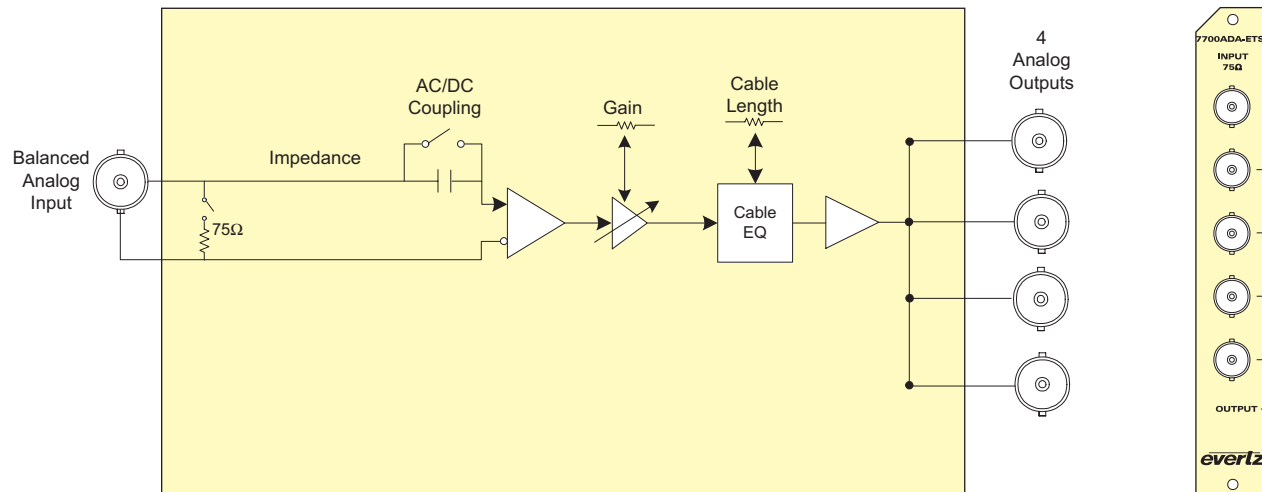 4
Analog
Outputs
AC/DC
Coupling
Gain
Cable
Length
Balanced
Analog
Input
Impedance
75Ω
Cable
EQ
7700ADA-ETS
INPUT
75Ω
OUTPUT
evertz